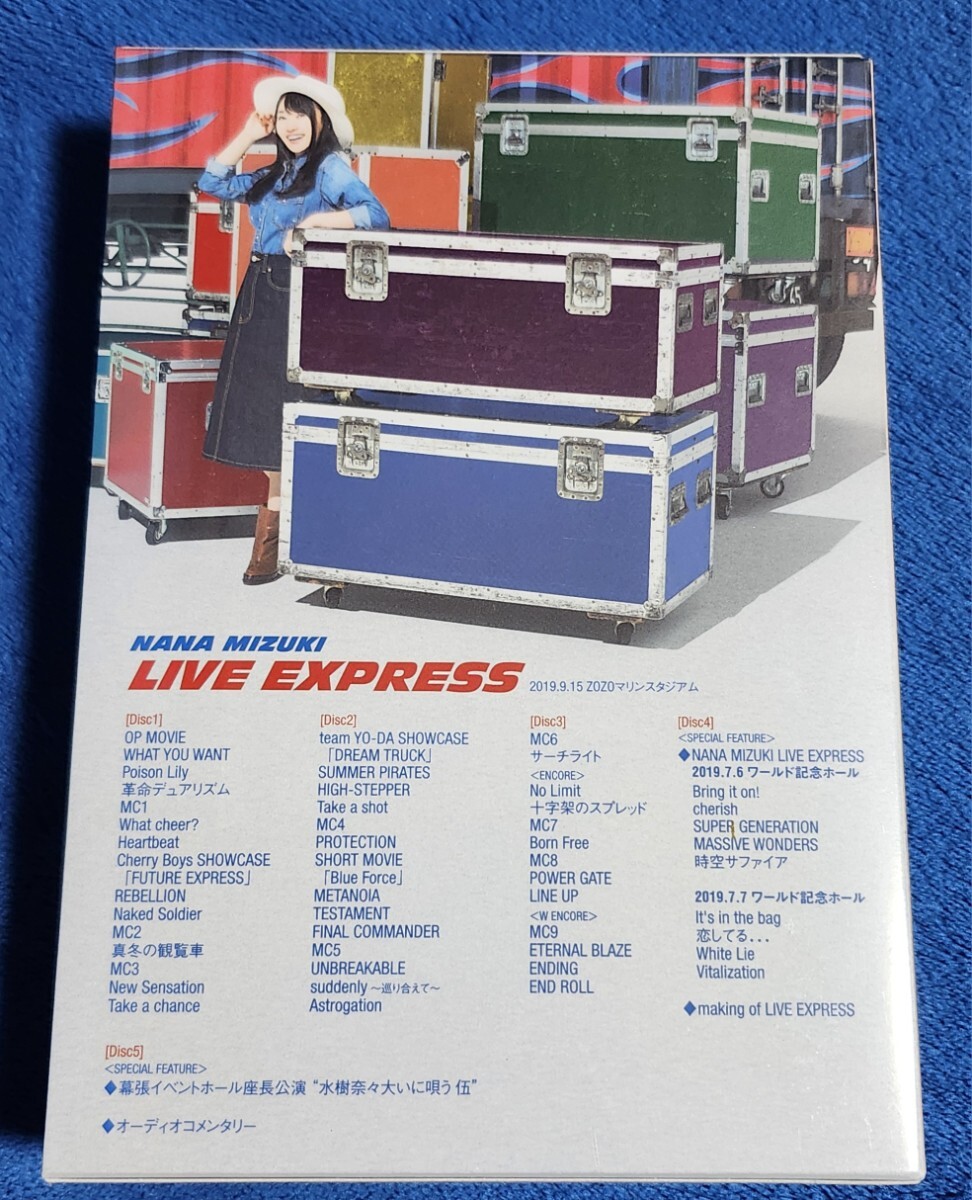 NANA MIZUKI
LIVE EXPRESS 2019.9.15 ZOZOマリンスタジアム
[Disc1]
OP MOVIE
WHAT YOU WANT
Poison Lily
革命デュアリズム
MC1
What cheer?
Heartbeat
Cherry Boys SHOWCASE
「FUTURE EXPRESS」
REBELLION
Naked Soldier
MC2
真冬の観覧車
MC3
New Sensation
Take a chance
[Disc2]
team YO-DA SHOWCASE
「DREAM TRUCK」
SUMMER PIRATES
HIGH-STEPPER
Take a shot
MC4
PROTECTION
SHORT MOVIE
「Blue Force」
METANOIA
TESTAMENT
FINAL COMMANDER
MC5
UNBREAKABLE
suddenly ～巡り合えて～
Astrogation
[Disc3]
MC6
サーチライト
<ENCORE>
No Limit
十字架のスプレッド
MC7
Born Free
MC8
POWER GATE
LINE UP
<W ENCORE>
MC9
ETERNAL BLAZE
ENDING
END ROLL
[Disc4]
<SPECIAL FEATURE>
◆NANA MIZUKI LIVE EXPRESS
2019.7.6 ワールド記念ホール
Bring it on!
cherish
SUPER GENERATION
MASSIVE WONDERS
時空サファイア
2019.7.7 ワールド記念ホール
It's in the bag
恋してる...
White Lie
Vitalization
◆making of LIVE EXPRESS
[Disc5]
<SPECIAL FEATURE>
◆幕張イベントホール座長公演 “水樹奈々大いに唄う 伍”
◆オーディオコメンタリー